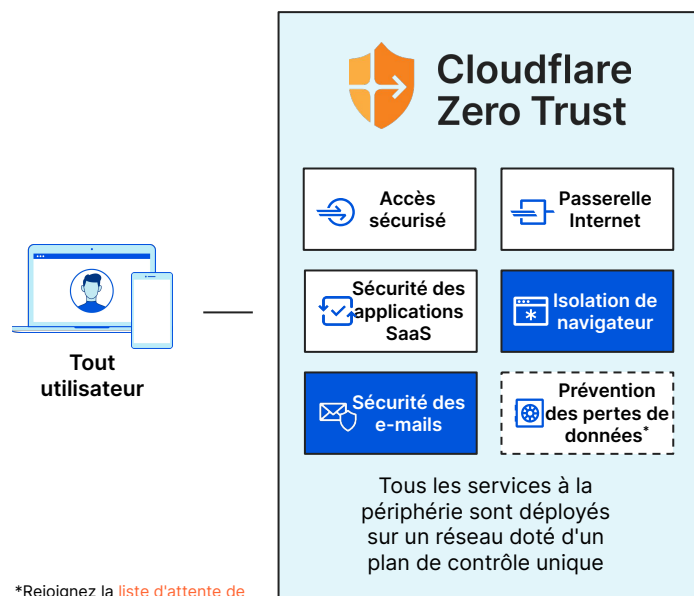 Cloudflare
Zero Trust
Accès
sécurisé
Passerelle
Internet
Sécurité des
applications
SaaS
Isolation de
navigateur
Tout
utilisateur
Sécurité des
e-mails
Prévention
des pertes de
données*
Tous les services à la
périphérie sont déployés
sur un réseau doté d'un
plan de contrôle unique
*Rejoignez la liste d'attente de